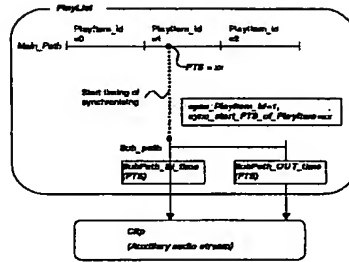 PlayList
PlayItem_id =0
PlayItem_id =1
PlayItem_id =2
Main_Path
PTS = xx
Start timing of synchronizing
sync_PlayItem_id=1,
sync_start_PTS_of_PlayItem=xx
Sub_path
SubPath_IN_time (PTS)
SubPath_OUT_time (PTS)
Clip
(Auxiliary audio stream)